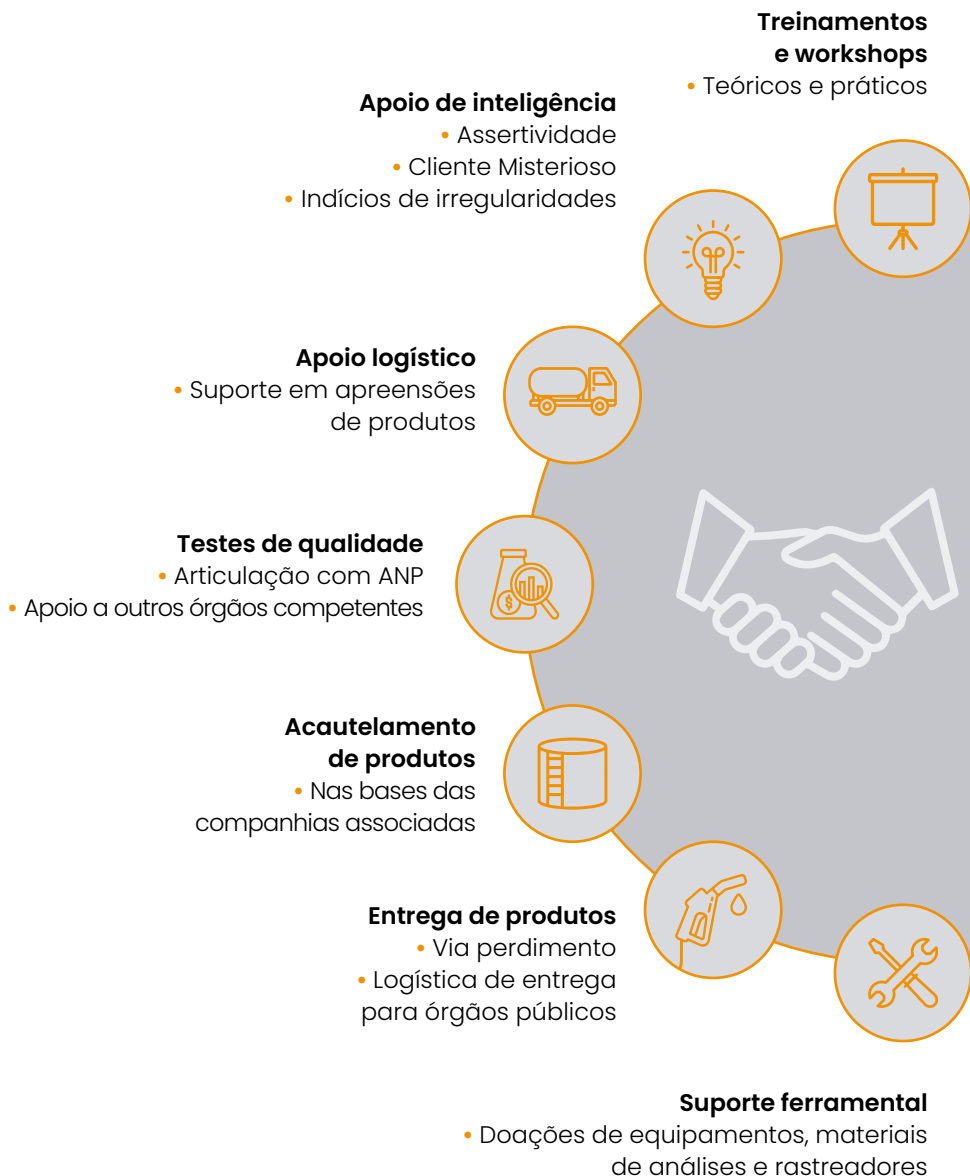 Treinamentos
e workshops
• Teóricos e práticos
Apoio de inteligência
• Assertividade
• Cliente Misterioso
• Indícios de irregularidades
Apoio logístico
• Suporte em apreensões
de produtos
Testes de qualidade
• Articulação com ANP
• Apoio a outros órgãos competentes
$
Acautelamento
de produtos
• Nas bases das
companhias associadas
Entrega de produtos
• Via perdimento
• Logística de entrega
para órgãos públicos
Suporte ferramental
• Doações de equipamentos, materiais
de análises e rastreadores